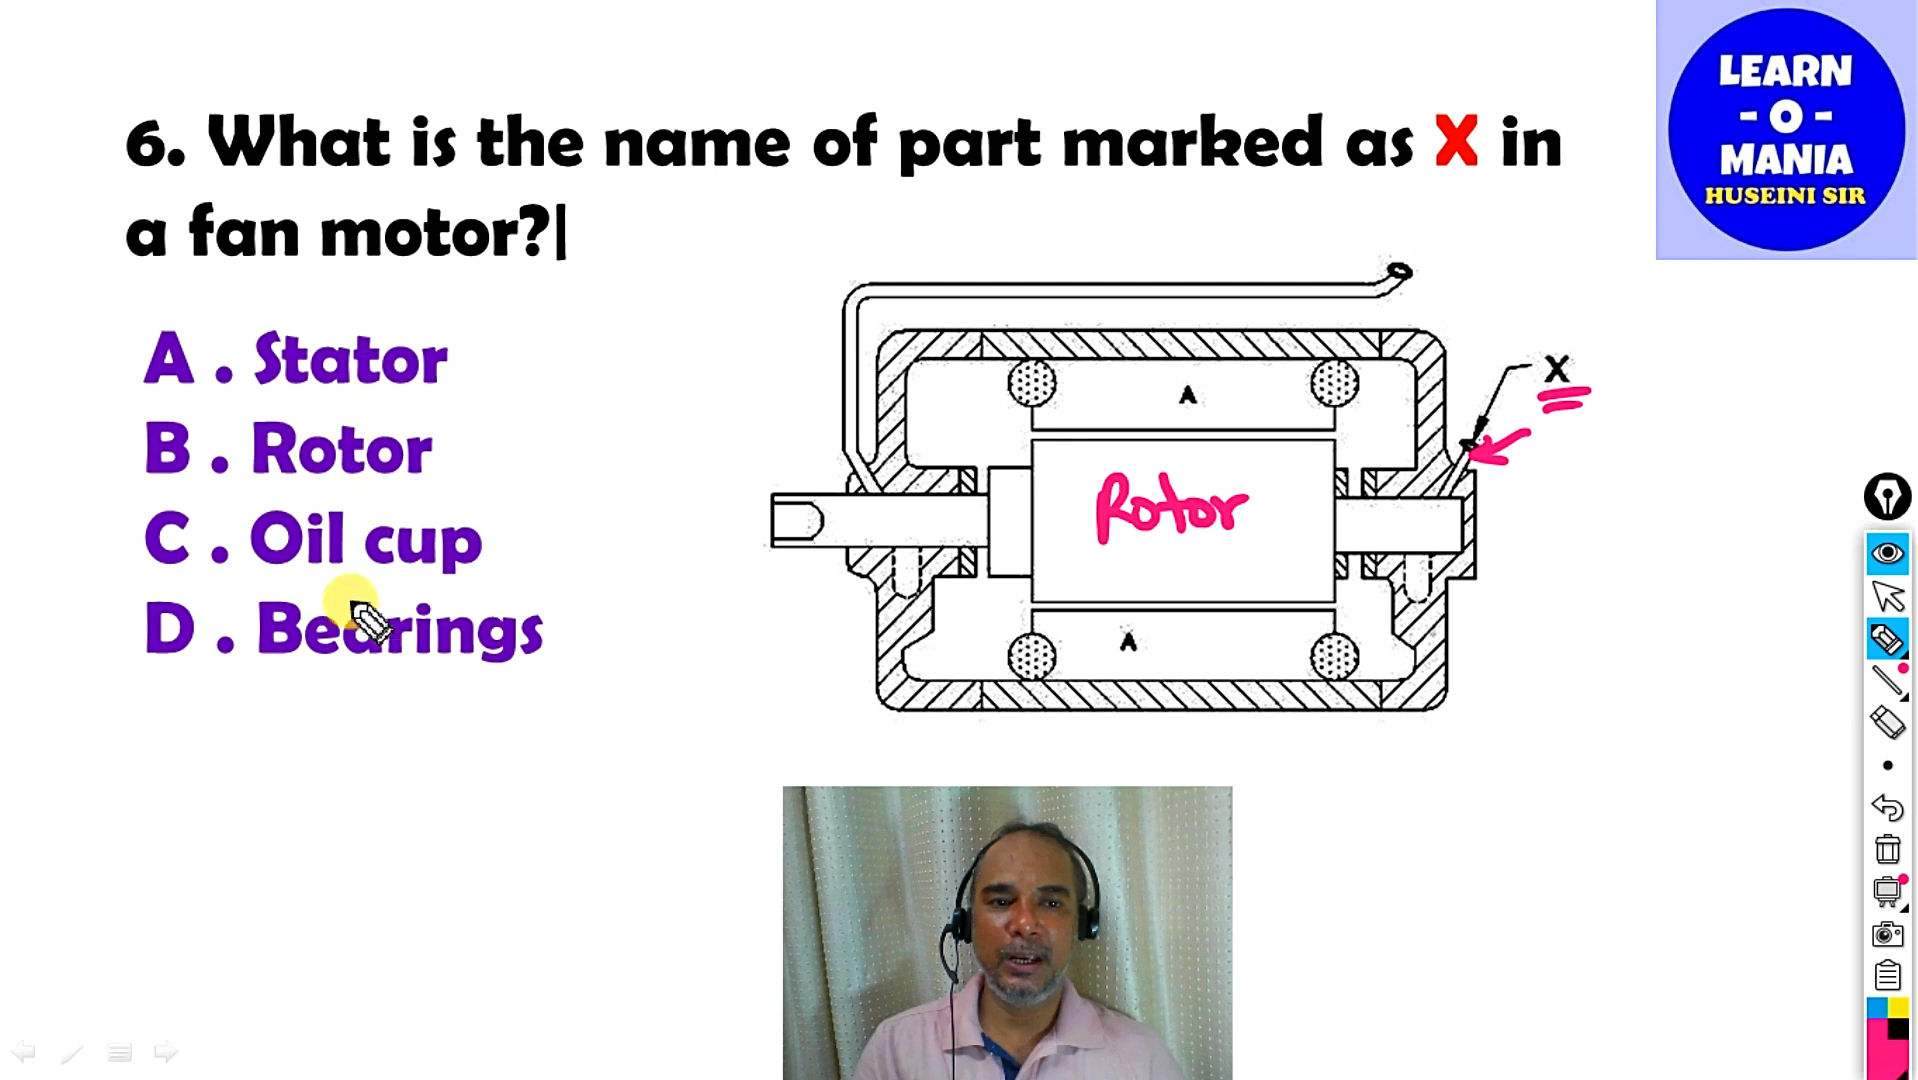 LEARN
- O -
MANIA
HUSEINI SIR
6. What is the name of part marked as X in
a fan motor?|
A . Stator
B . Rotor
C . Oil cup
D . Bearings
A
X
Rotor
A